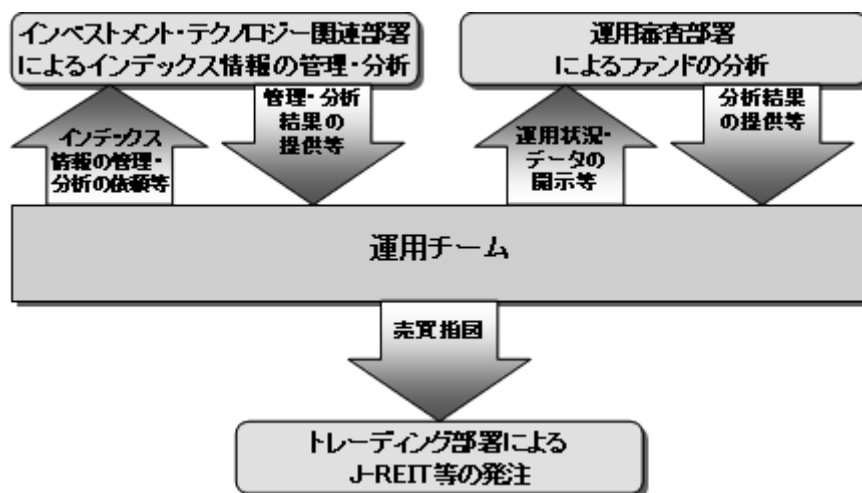 インベストメント・テクノロジー関連部署
によるインデックス情報の管理・分析
運用審査部署
によるファンドの分析
インデックス
情報の管理・
分析の依頼等
管理・分析
結果の
提供等
運用状況・
データの
開示等
分析結果
の提供等
運用チーム
売買指図
トレーディング部署による
J-REIT等の発注